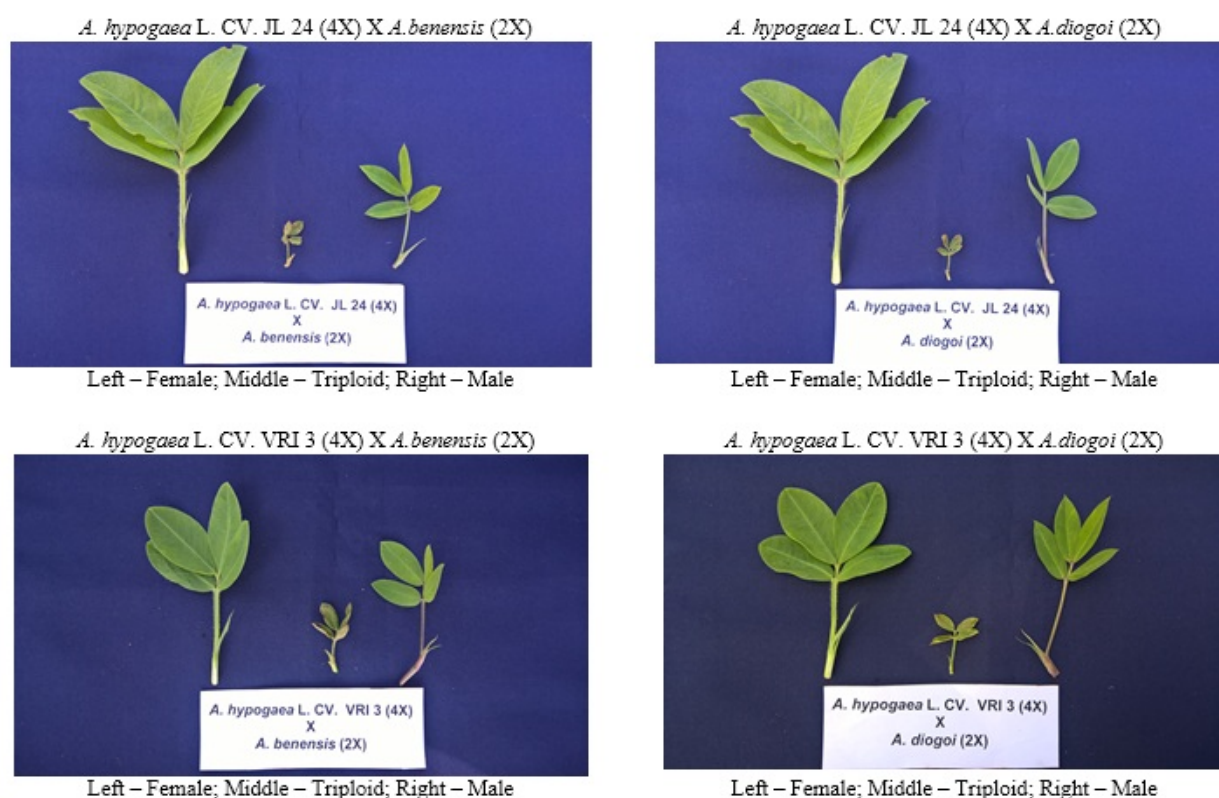 A. hypogaea L. CV. JL 24 (4X) X A.benensis (2X)
A. hypogaea L. CV. JL 24 (4X)
X
A. benensis (2X)
Left – Female; Middle – Triploid; Right – Male
A. hypogaea L. CV. JL 24 (4X) X A.diogoi (2X)
A. hypogaea L. CV. JL 24 (4X)
X
A. diogoi (2X)
Left – Female; Middle – Triploid; Right – Male
A. hypogaea L. CV. VRI 3 (4X) X A.benensis (2X)
A. hypogaea L. CV. VRI 3 (4X)
X
A. benensis (2X)
Left – Female; Middle – Triploid; Right – Male
A. hypogaea L. CV. VRI 3 (4X) X A.diogoi (2X)
A. hypogaea L. CV. VRI 3 (4X)
X
A. diogoi (2X)
Left – Female; Middle – Triploid; Right – Male